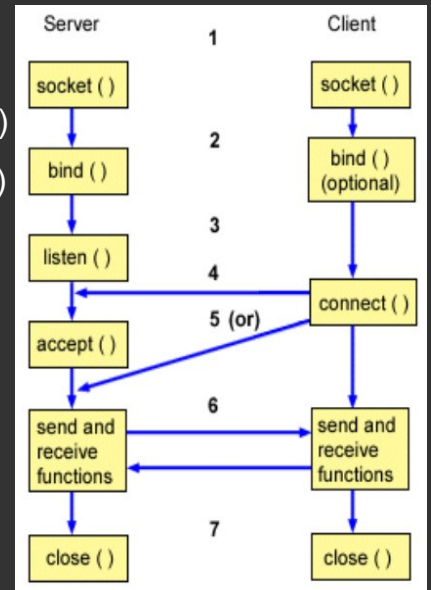 Server
Client
1
socket ( )
socket ( )
)
2
)
bind ( )
bind ( )
(optional)
3
listen ( )
4
connect ( )
5 (or)
accept ( )
6
send and
receive
functions
send and
receive
functions
7
close ( )
close ( )